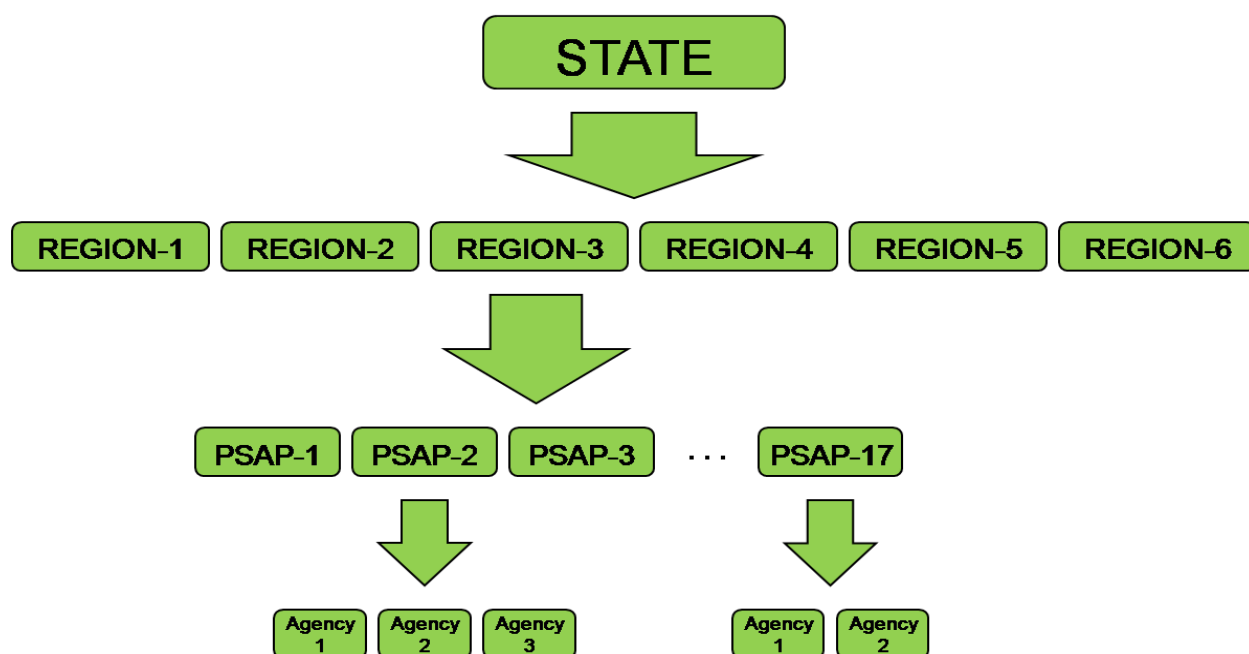 STATE
REGION-1 REGION-2 REGION-3 REGION-4 REGION-5 REGION-6
PSAP-1 PSAP-2 PSAP-3 ... PSAP-17
Agency Agency Agency Agency Agency
1 2 3 1 2